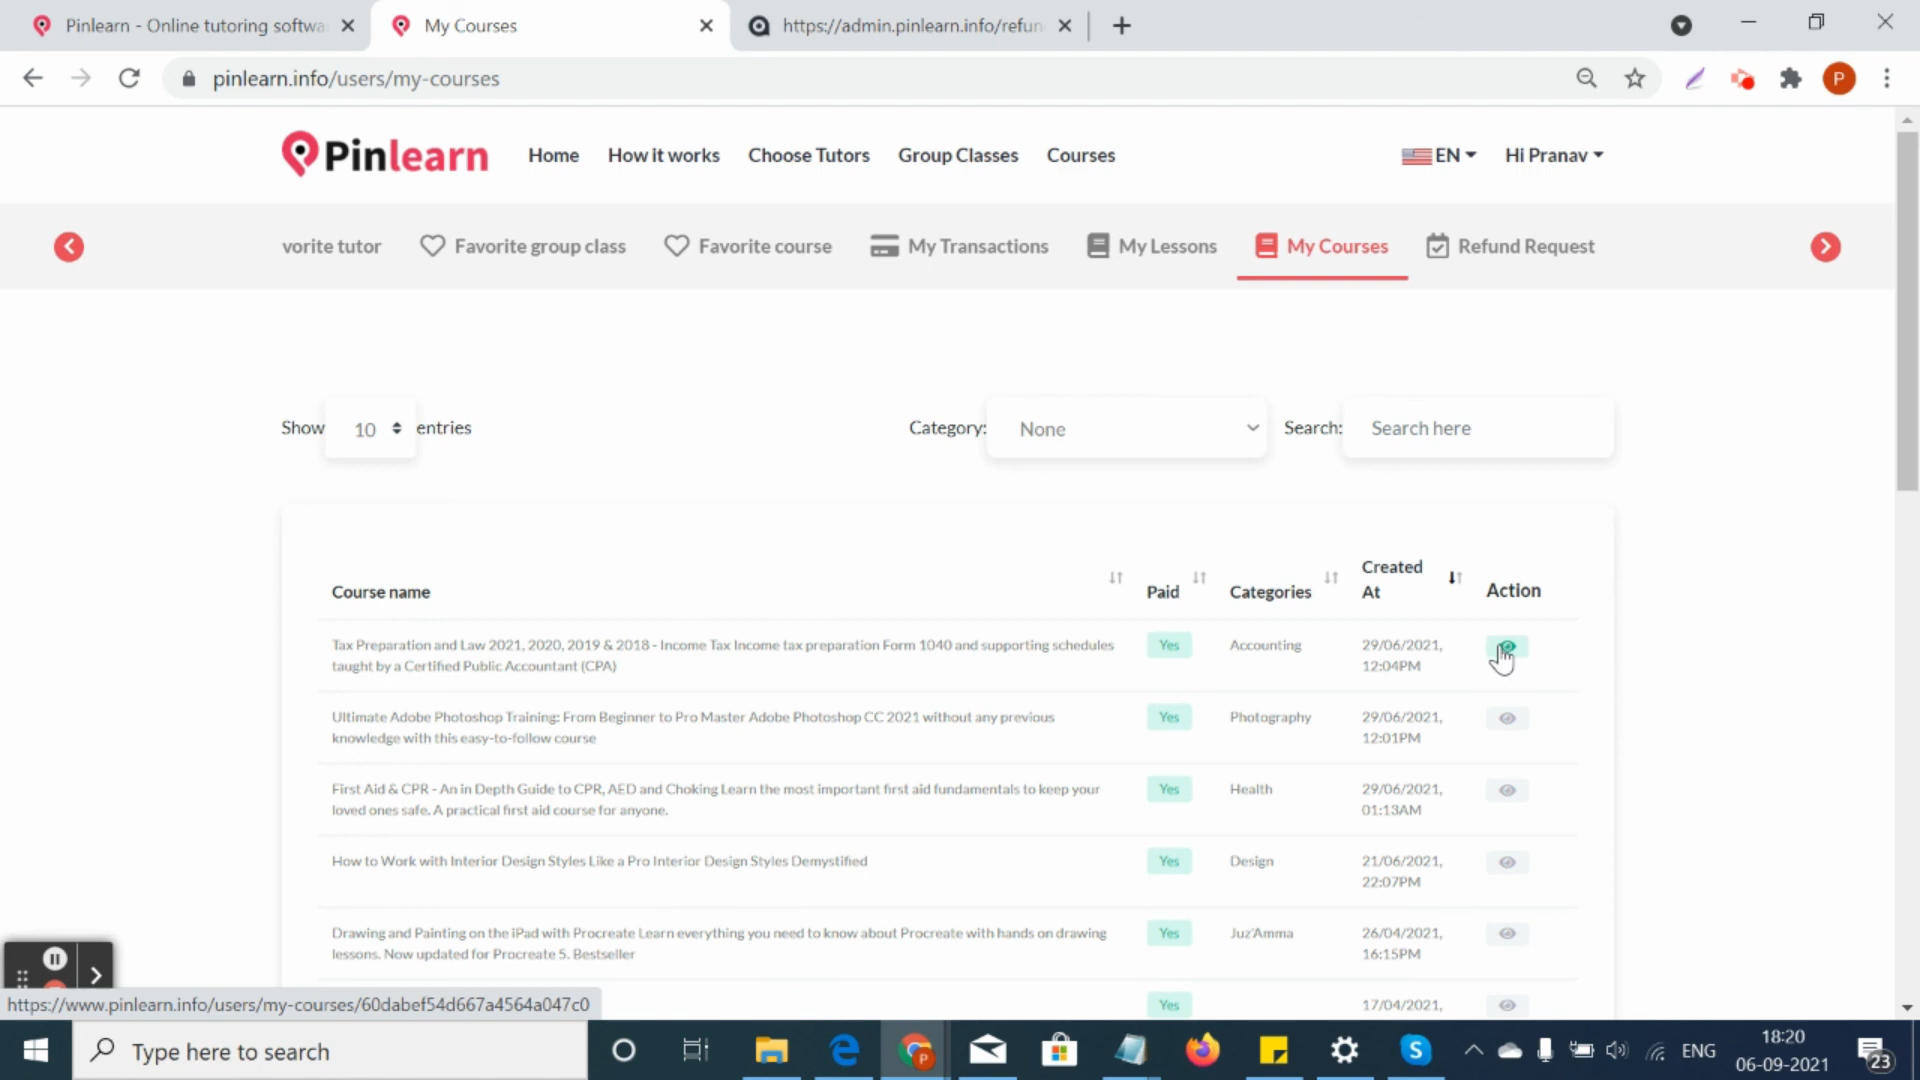 Pinlearn - Online tutoring softwa
My Courses
https://admin.pinlearn.info/refun
pinlearn.info/users/my-courses
P
Pinlearn
Home
How it works
Choose Tutors
Group Classes
Courses
EN
Hi Pranav
vorite tutor
Favorite group class
Favorite course
My Transactions
My Lessons
My Courses
Refund Request
Show 10 entries
Category: None
Search: Search here
Course name
Paid
Categories
Created
At
Action
Tax Preparation and Law 2021, 2020, 2019 & 2018 - Income Tax Income tax preparation Form 1040 and supporting schedules
taught by a Certified Public Accountant (CPA)
Yes
Accounting
29/06/2021,
12:04PM
Ultimate Adobe Photoshop Training: From Beginner to Pro Master Adobe Photoshop CC 2021 without any previous
knowledge with this easy-to-follow course
Yes
Photography
29/06/2021,
12:01PM
First Aid & CPR - An in Depth Guide to CPR, AED and Choking Learn the most important first aid fundamentals to keep your
loved ones safe. A practical first aid course for anyone.
Yes
Health
29/06/2021,
01:13AM
How to Work with Interior Design Styles Like a Pro Interior Design Styles Demystified
Yes
Design
21/06/2021,
22:07PM
Drawing and Painting on the iPad with Procreate Learn everything you need to know about Procreate with hands on drawing
lessons. Now updated for Procreate 5. Bestseller
Yes
Juz'Amma
26/04/2021,
16:15PM
Yes
17/04/2021,
https://www.pinlearn.info/users/my-courses/60dabef54d667a4564a047c0
Type here to search
P
S
ENG
18:20
06-09-2021
23